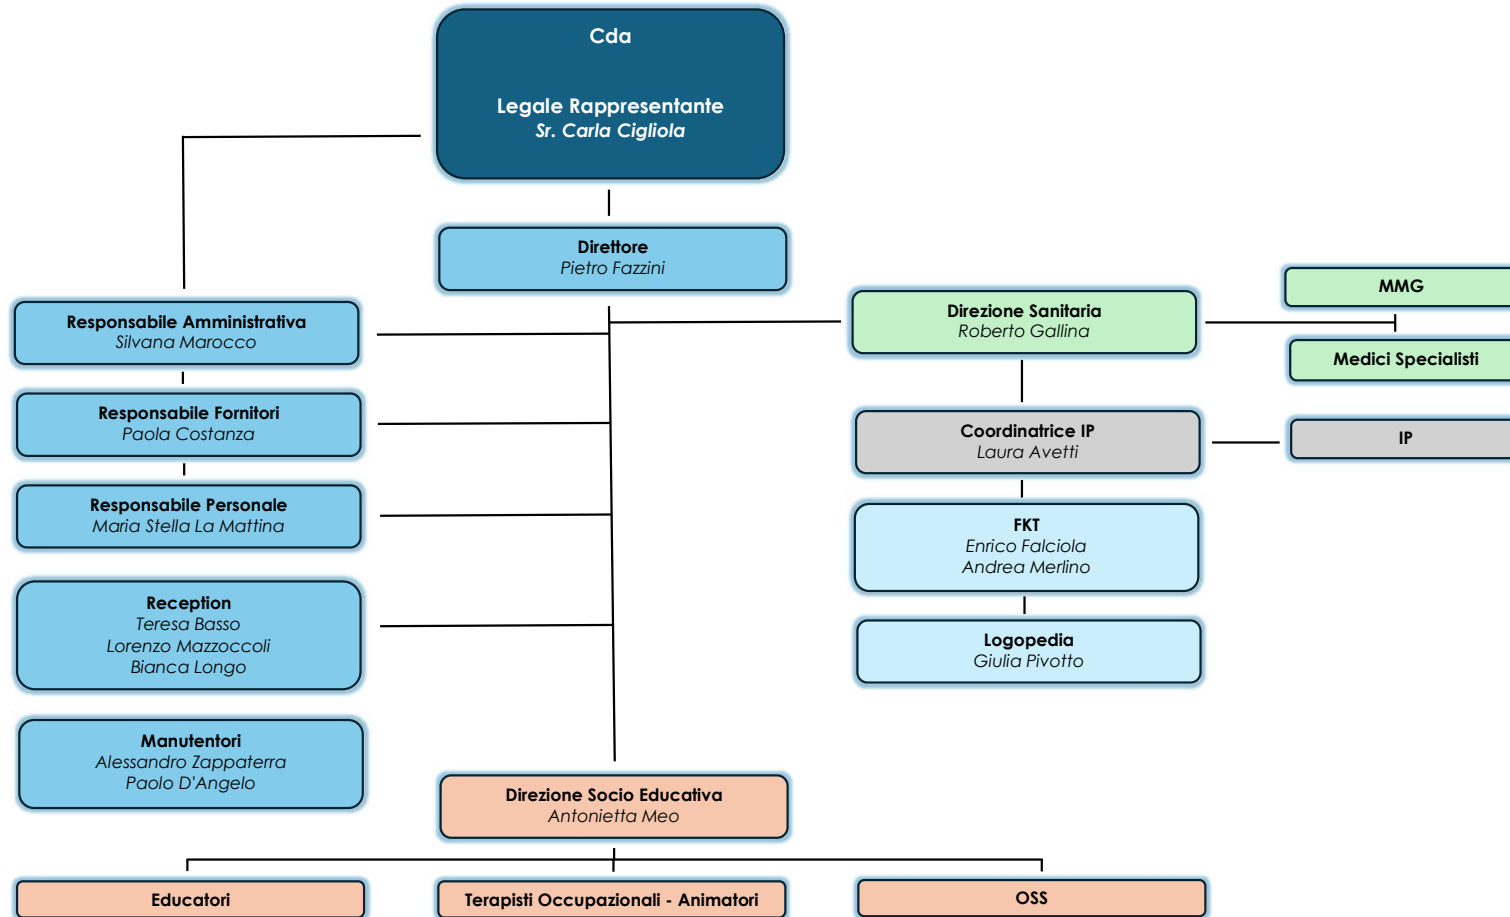 Cda
Legale Rappresentante
Sr. Carla Cigliola
Direttore
Pietro Fazzini
Responsabile Amministrativa
Silvana Marocco
Responsabile Fornitori
Paola Costanza
Responsabile Personale
Maria Stella La Mattina
Reception
Teresa Basso
Lorenzo Mazzoccoli
Bianca Longo
Manutentori
Alessandro Zappaterra
Paolo D'Angelo
Direzione Sanitaria
Roberto Gallina
MMG
Medici Specialisti
Coordinatrice IP
Laura Avetti
IP
FKT
Enrico Falciola
Andrea Merlino
Logopedia
Giulia Pivotto
Direzione Socio Educativa
Antonietta Meo
Educatori
Terapisti Occupazionali - Animatori
OSS